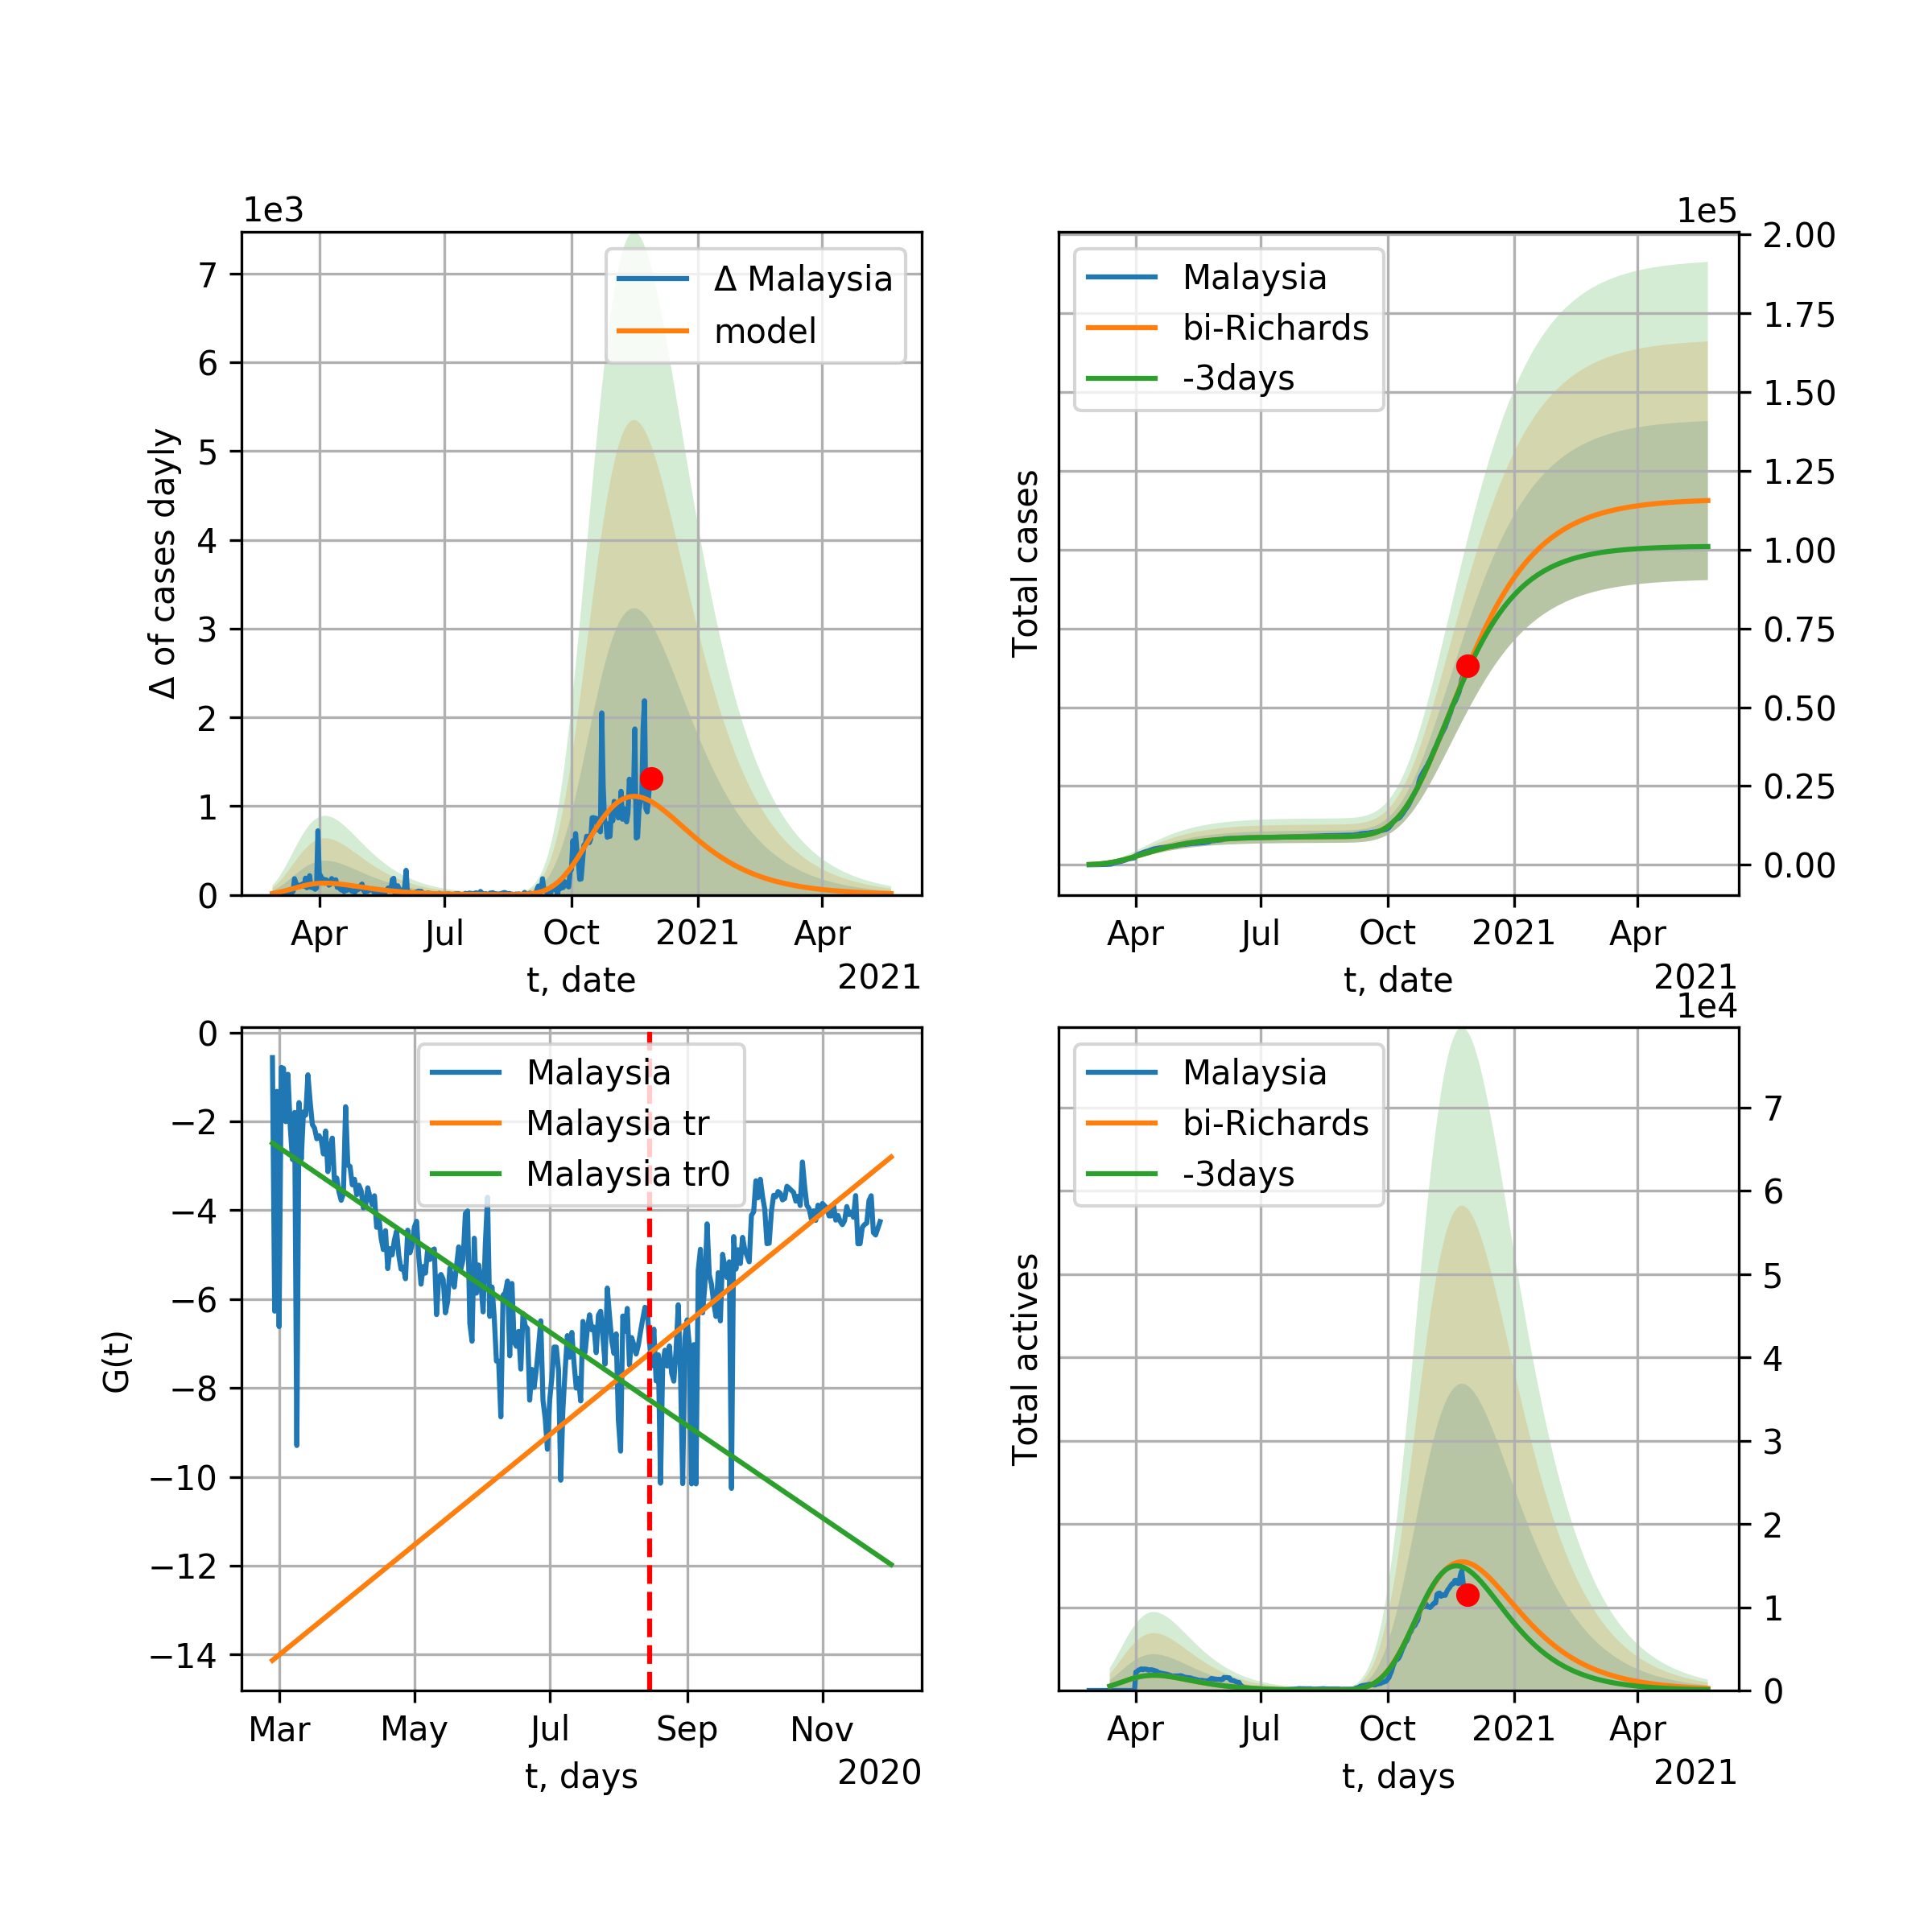 1e3
Δ of cases dayly
7
6
5
4
3
2
1
0
Δ Malaysia
model
Apr Jul Oct 2021 Apr
t, date
2021
1e5
Total cases
Malaysia
bi-Richards
-3days
2.00
1.75
1.50
1.25
1.00
0.75
0.50
0.25
0.00
Apr Jul Oct 2021 Apr
t, date
2021
G(t)
0
−2
−4
−6
−8
−10
−12
−14
Malaysia
Malaysia tr
Malaysia tr0
Mar May Jul Sep Nov
t, days
2020
1e4
Total actives
Malaysia
bi-Richards
-3days
7
6
5
4
3
2
1
0
Apr Jul Oct 2021 Apr
t, days
2021